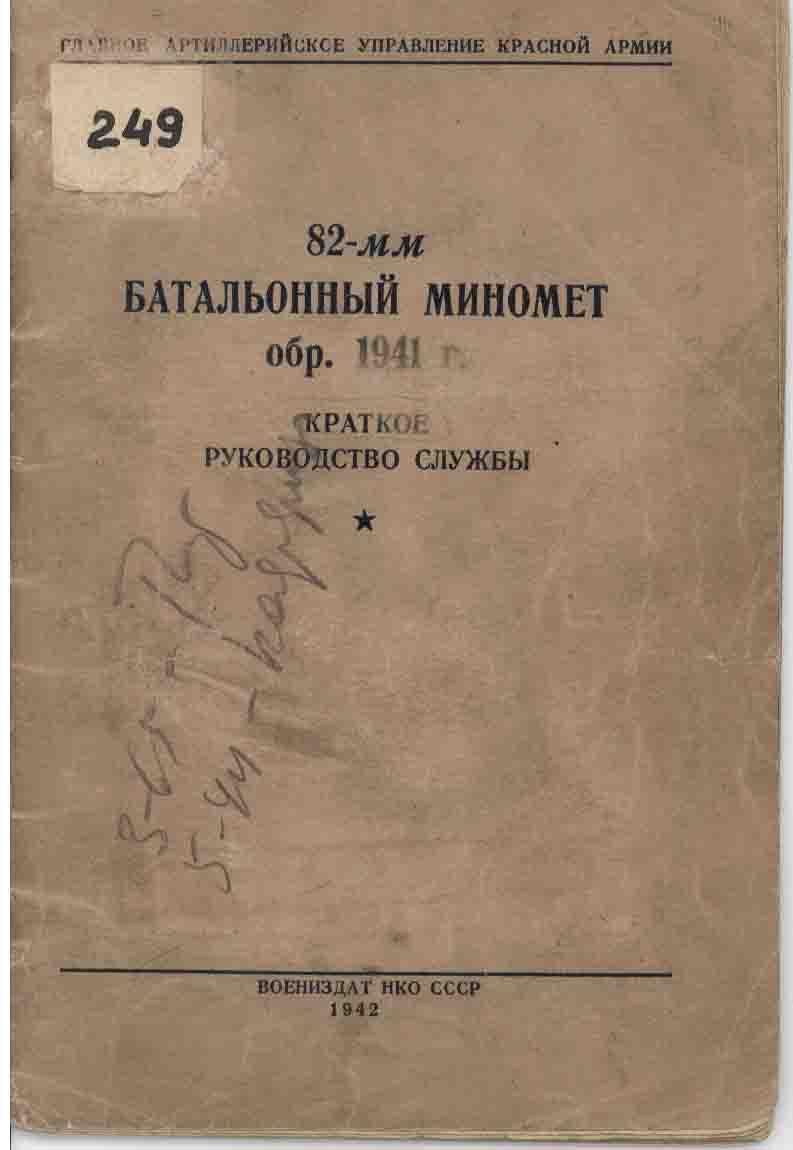 ГЛАВНОЕ АРТИЛЛЕРИЙСКОЕ УПРАВЛЕНИЕ КРАСНОЙ АРМИИ
249
82-мм
БАТАЛЬОННЫЙ МИНОМЕТ
обр. 1941 г.
КРАТКОЕ
РУКОВОДСТВО СЛУЖБЫ
ВОЕНИЗДАТ НКО СССР
1942